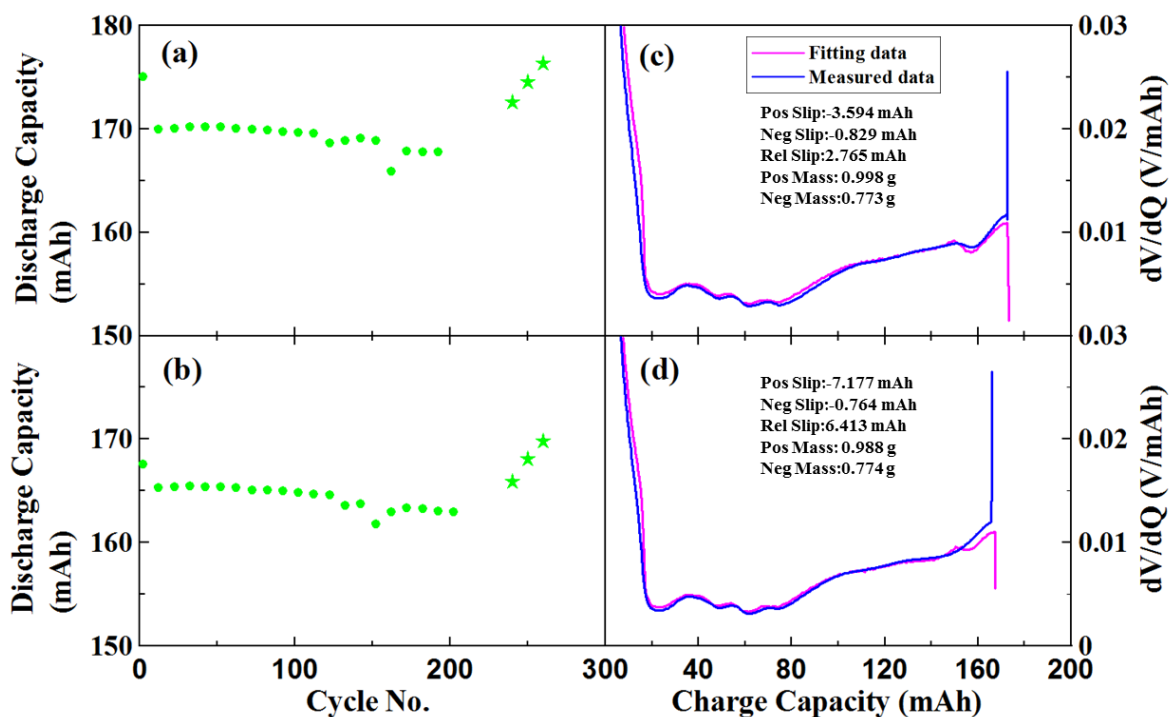 180
170
160
150
Discharge Capacity
(mAh)
(a)
(c)
Fitting data
Measured data
Pos Slip:-3.594 mAh
Neg Slip:-0.829 mAh
Rel Slip:2.765 mAh
Pos Mass: 0.998 g
Neg Mass:0.773 g
0.03
0.02
0.01
0.03
dV/dQ (V/mAh)
170
160
150
Discharge Capacity
(mAh)
(b)
(d)
Pos Slip:-7.177 mAh
Neg Slip:-0.764 mAh
Rel Slip:6.413 mAh
Pos Mass: 0.988 g
Neg Mass:0.774 g
0.02
0.01
0
dV/dQ (V/mAh)
0 100 200 300 40 80 120 160 200
Cycle No.
Charge Capacity (mAh)